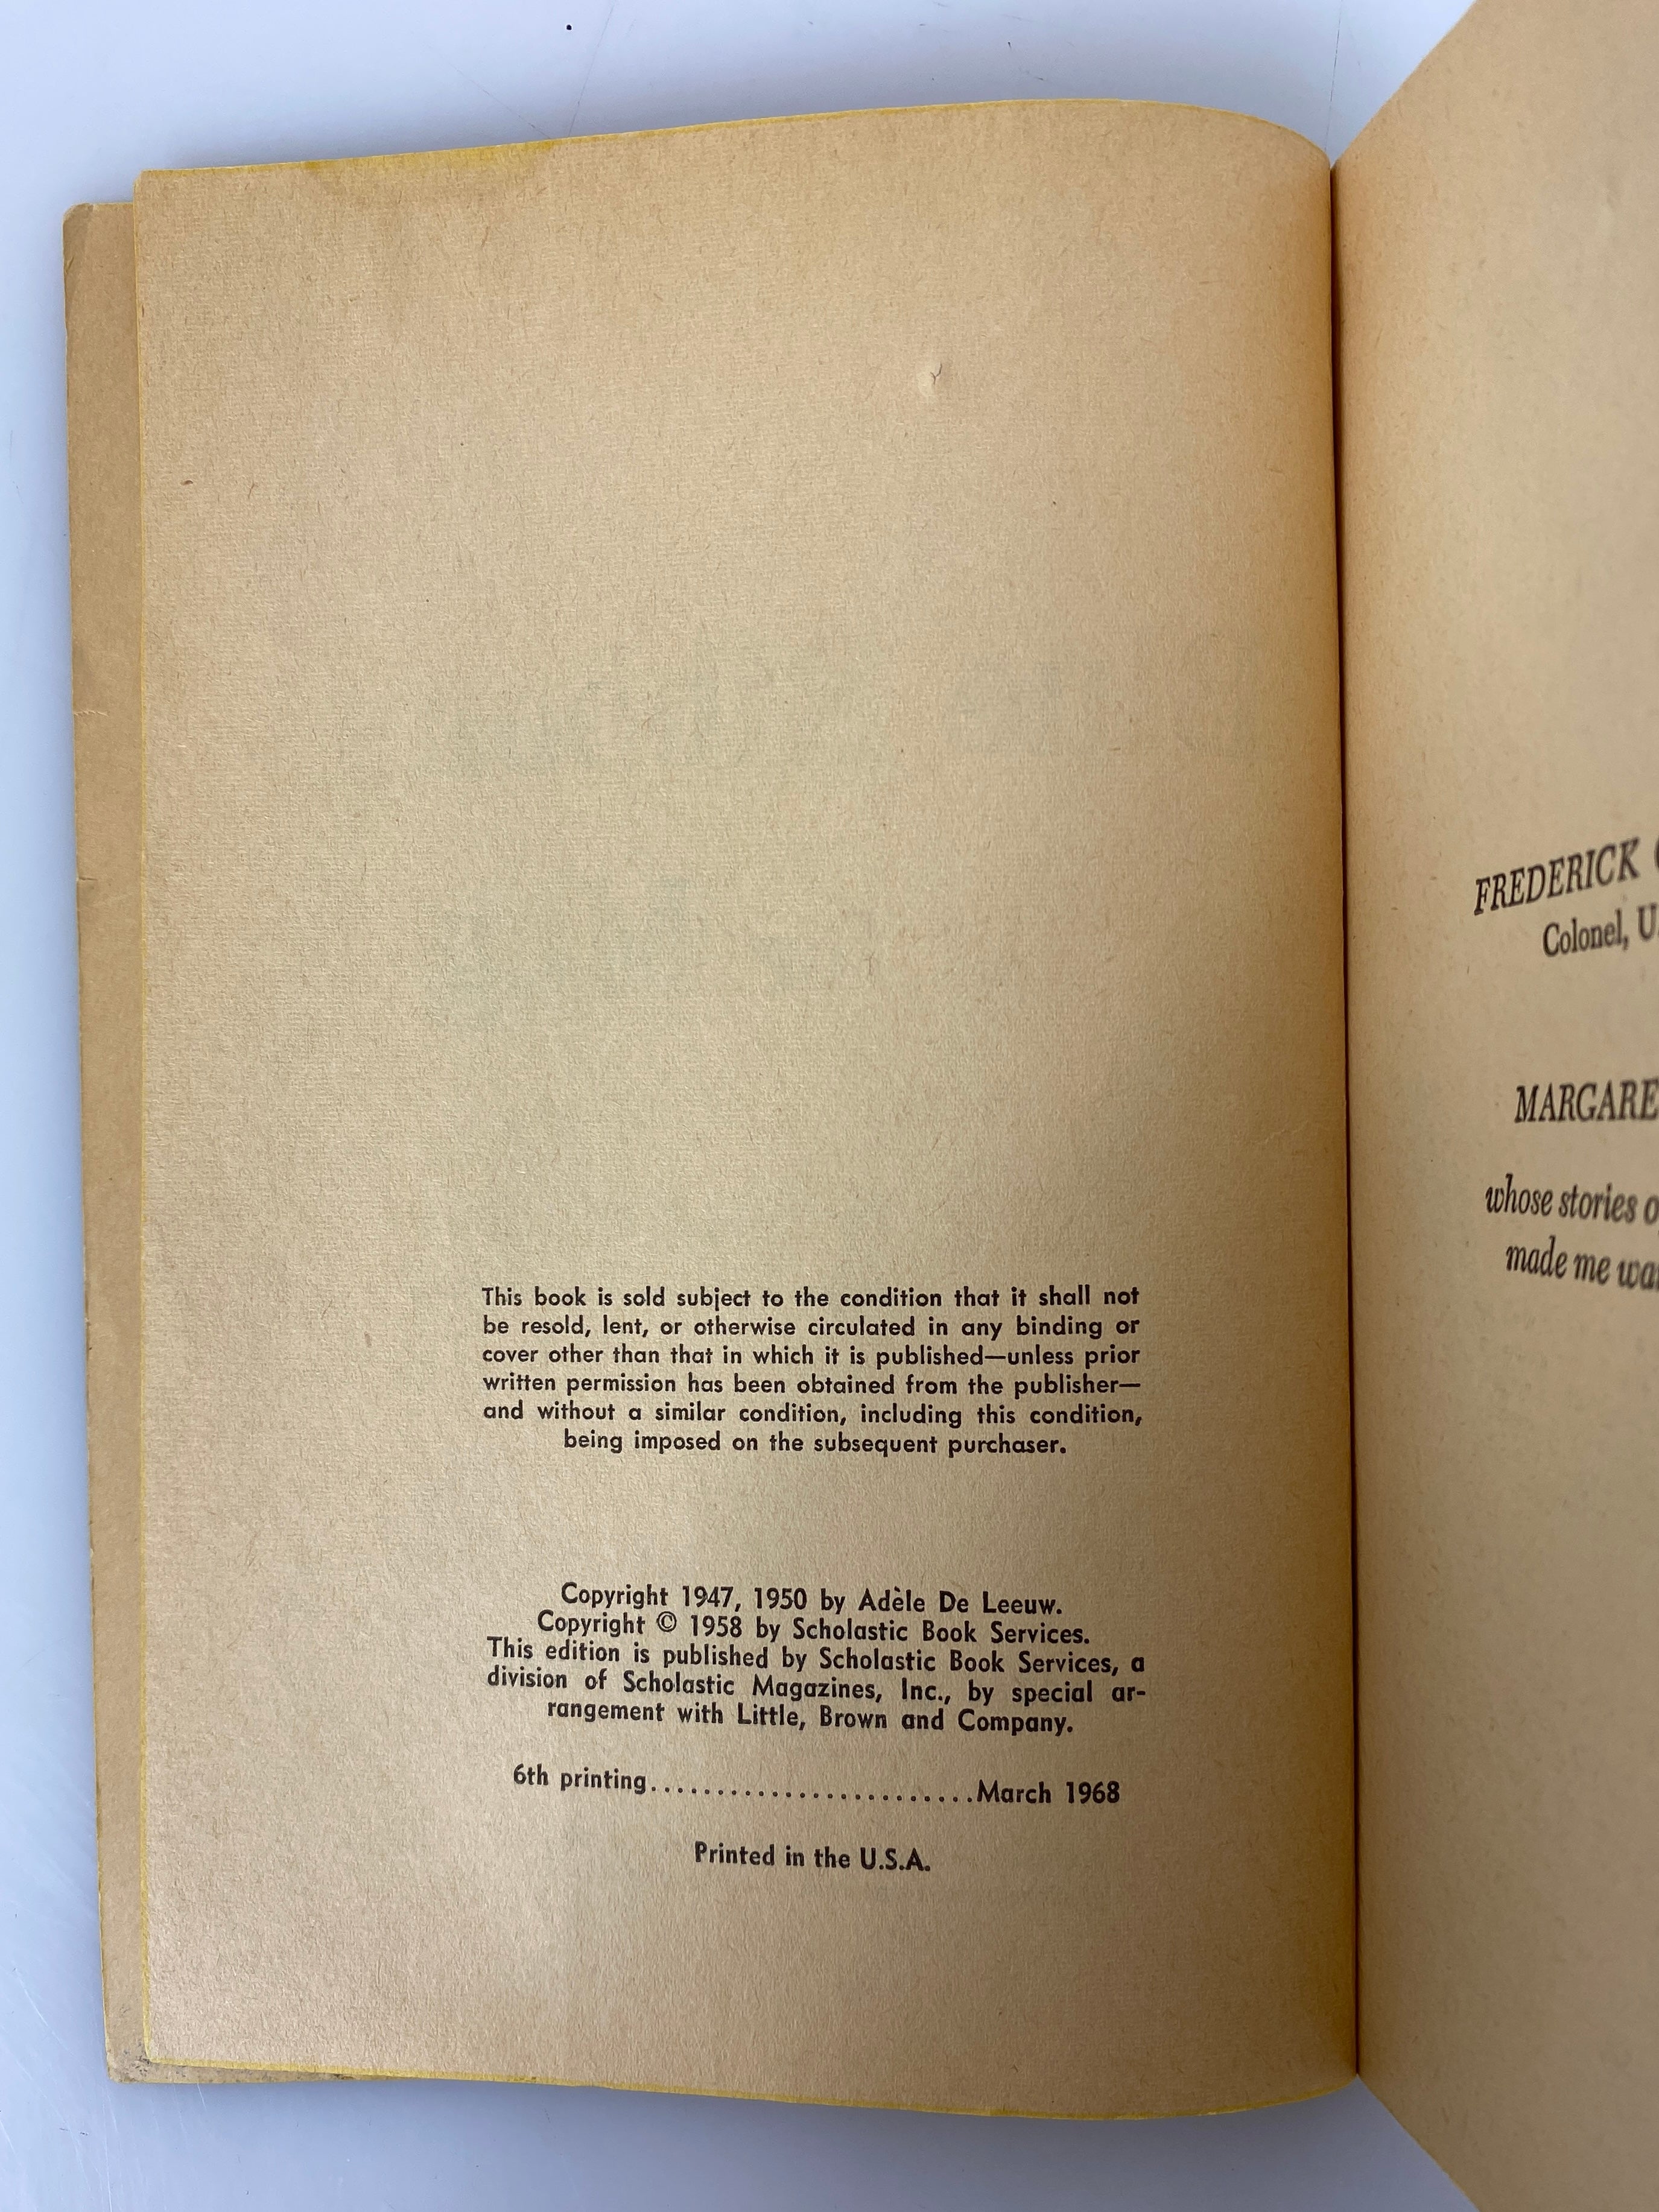 This book is sold subject to the condition that it shall not
be resold, lent, or otherwise circulated in any binding or
cover other than that in which it is published—unless prior
written permission has been obtained from the publisher—
and without a similar condition, including this condition,
being imposed on the subsequent purchaser.
Copyright 1947, 1950 by Adèle De Leeuw.
Copyright © 1958 by Scholastic Book Services.
This edition is published by Scholastic Book Services, a
division of Scholastic Magazines, Inc., by special ar-
rangement with Little, Brown and Company.
6th printing.........................March 1968
Printed in the U.S.A.
FREDERICK
Colonel, U.
MARGARE
whose stories
made me